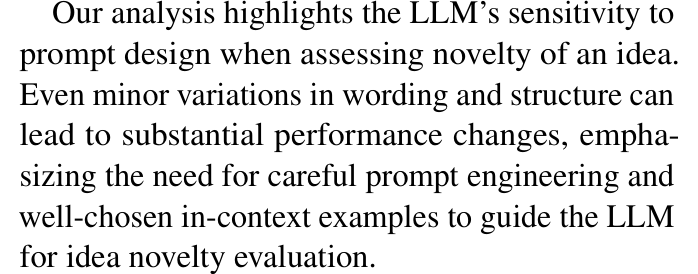 Our analysis highlights the LLM's sensitivity to
prompt design when assessing novelty of an idea.
Even minor variations in wording and structure can
lead to substantial performance changes, empha-
sizing the need for careful prompt engineering and
well-chosen in-context examples to guide the LLM
for idea novelty evaluation.